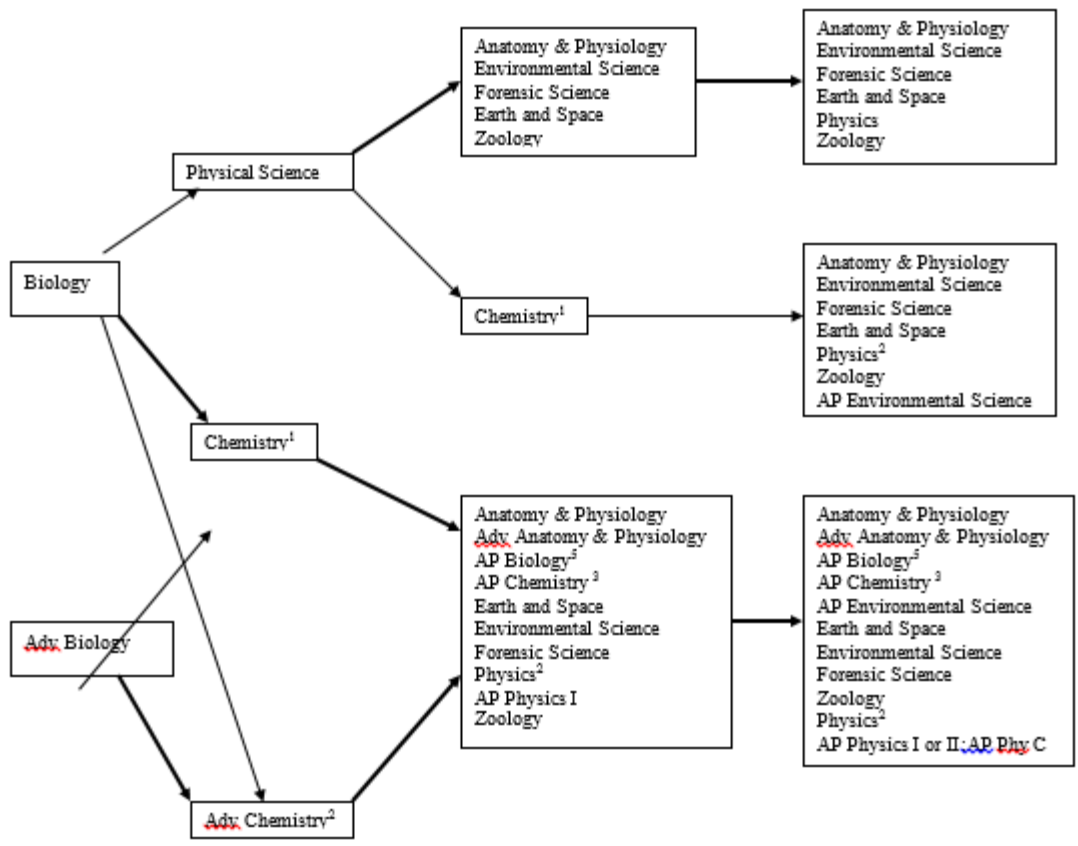 Anatomy & Physiology
Environmental Science
Forensic Science
Earth and Space
Zoology
Anatomy & Physiology
Environmental Science
Forensic Science
Earth and Space
Physics
Zoology
Physical Science
Biology
Chemistry¹
Anatomy & Physiology
Environmental Science
Forensic Science
Earth and Space
Physics²
Zoology
AP Environmental Science
Chemistry¹
Adv Biology
Adv Chemistry²
Anatomy & Physiology
Adv Anatomy & Physiology
AP Biology⁵
AP Chemistry ³
Earth and Space
Environmental Science
Forensic Science
Physics²
AP Physics I
Zoology
Anatomy & Physiology
Adv Anatomy & Physiology
AP Biology⁵
AP Chemistry ³
AP Environmental Science
Earth and Space
Environmental Science
Forensic Science
Zoology
Physics²
AP Physics I or II;AP Phy C